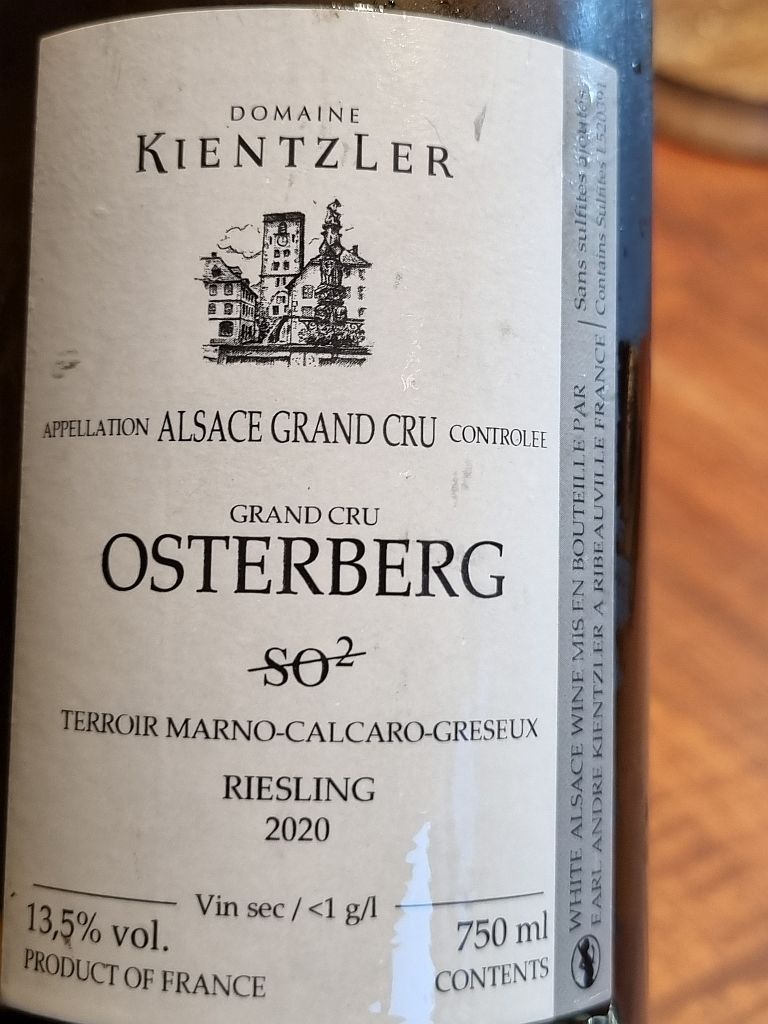 DOMAINE
KIENTZLER
APPELLATION ALSACE GRAND CRU CONTROLEE
GRAND CRU
OSTERBERG
SO²
TERROIR MARNO-CALCARO-GRESEUX
RIESLING
2020
Vin sec / <1 g/l
13,5% vol.
750 ml
PRODUCT OF FRANCE
CONTENTS
WHITE ALSACE WINE MIS EN BOUTEILLE PAR / Sans sulfites ajoutés
EARL ANDRE KIENTZLER A RIBEAUVILLE FRANCE / Contains Sulfites